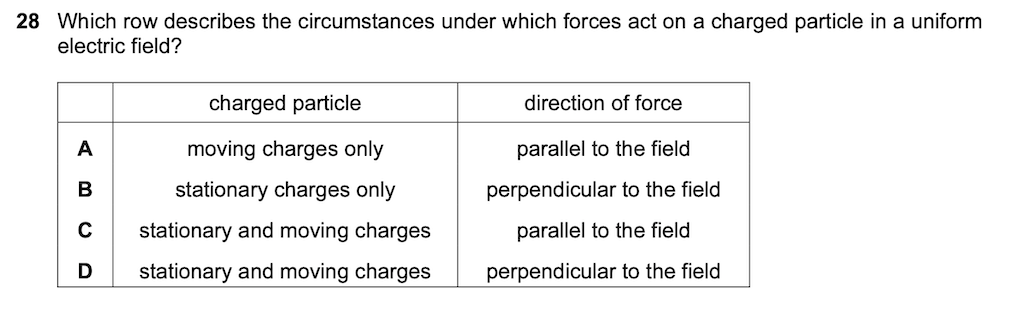 28 Which row describes the circumstances under which forces act on a charged particle in a uniform
electric field?
charged particle direction of force
A moving charges only parallel to the field
B stationary charges only perpendicular to the field
C stationary and moving charges parallel to the field
D stationary and moving charges perpendicular to the field